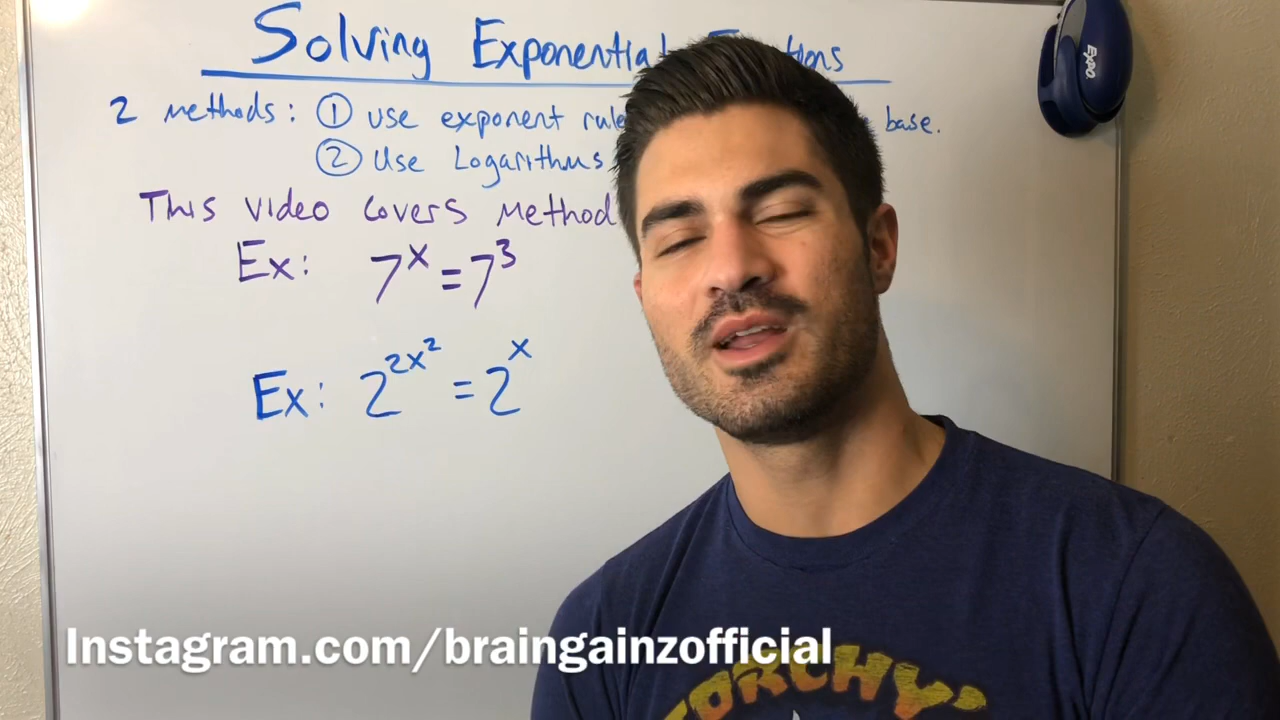 Solving Exponential
2 methods: ① use exponent base.
② Use Logarithms
This video covers Method
Ex: 7^x = 7^3
Ex: 2^{2x^2} = 2^x
EXPO
Instagram.com/braingainzofficial